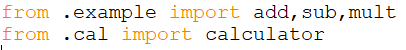 from .example import add,sub,mult
from .cal import calculator